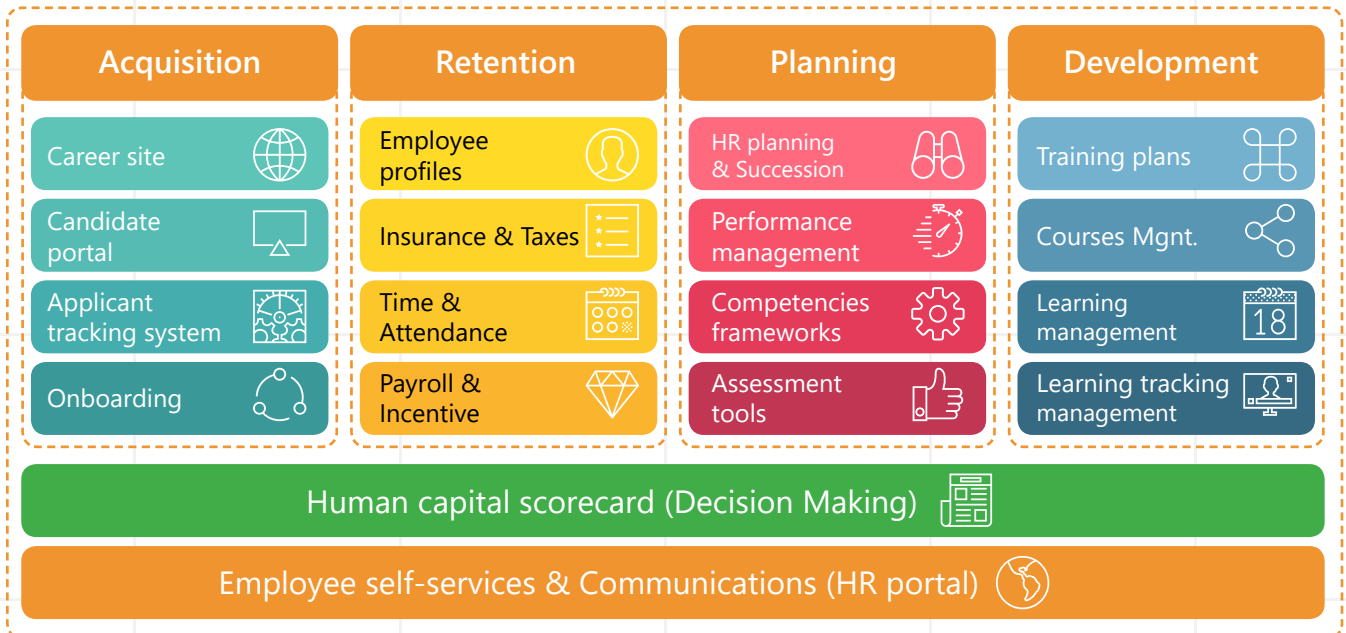 Acquisition
Career site
Candidate
portal
Applicant
tracking system
Onboarding
Retention
Employee
profiles
Insurance & Taxes
Time &
Attendance
Payroll &
Incentive
Planning
HR planning
& Succession
Performance
management
Competencies
frameworks
Assessment
tools
Development
Training plans
Courses Mgnt.
Learning
management
18
Learning tracking
management
Human capital scorecard (Decision Making)
Employee self-services & Communications (HR portal)